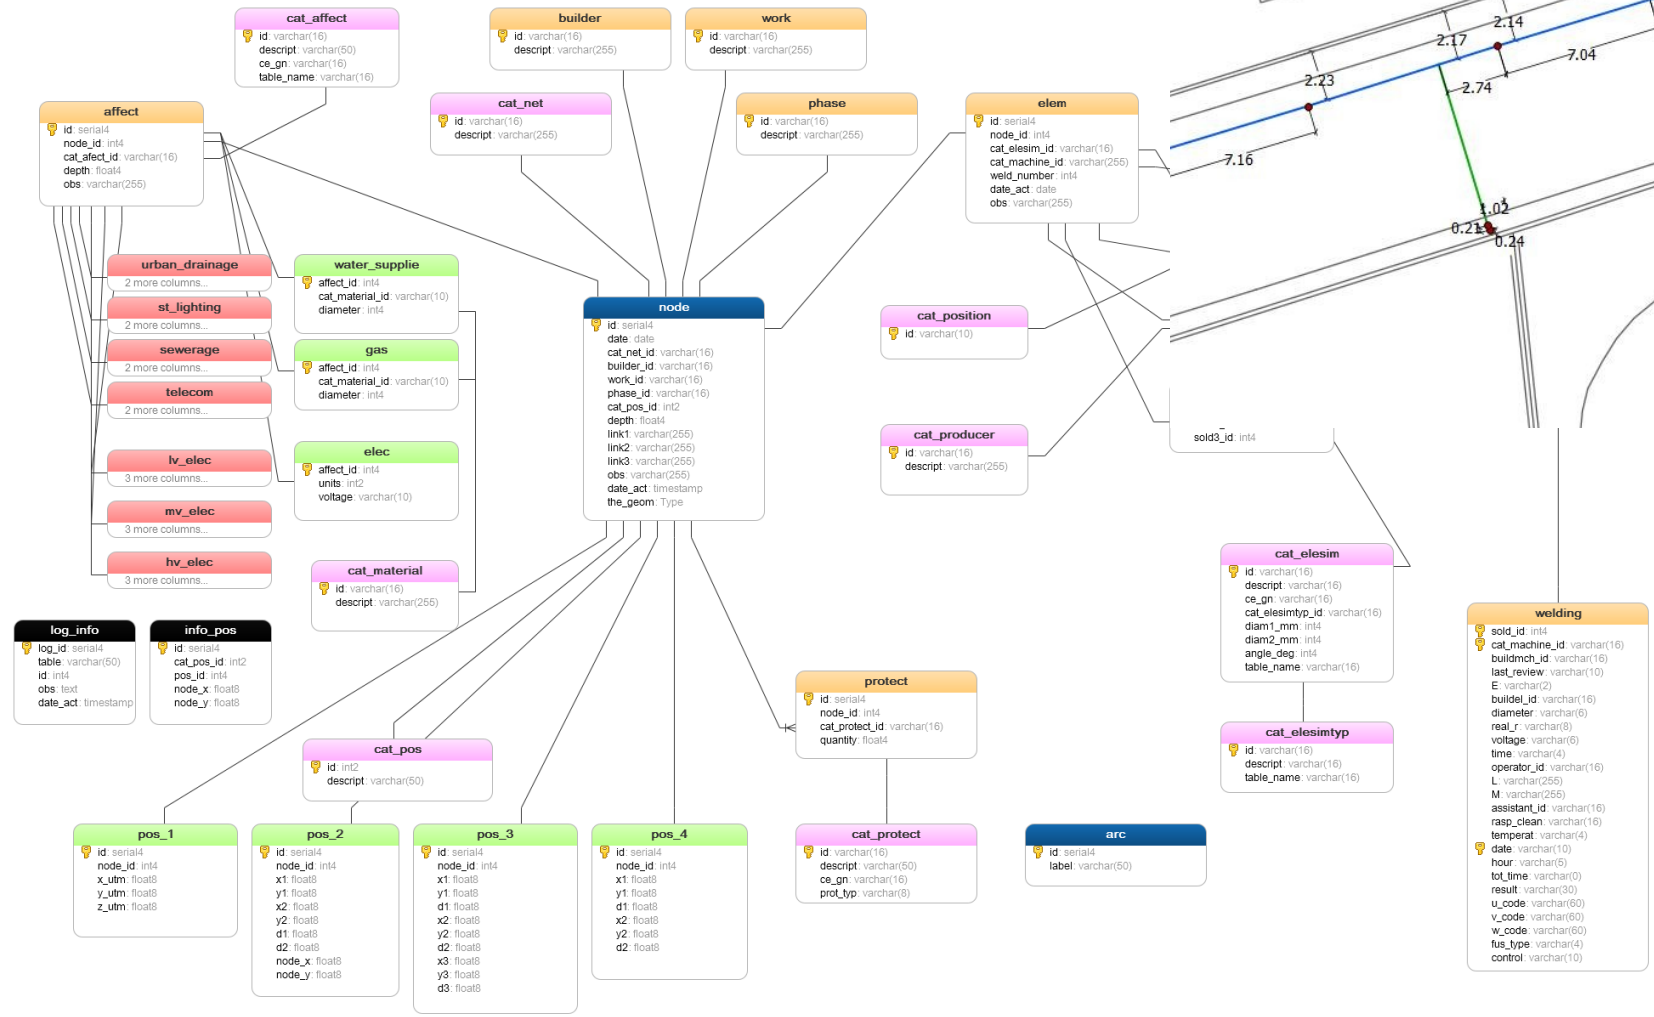 cat_affect
id: varchar(16)
descript: varchar(50)
ce_gn: varchar(16)
table_name: varchar(16)
builder
id: varchar(16)
descript: varchar(255)
work
id: varchar(16)
descript: varchar(255)
affect
id: serial4
node_id: int4
cat_afect_id: varchar(16)
depth: float4
obs: varchar(255)
cat_net
id: varchar(16)
descript: varchar(255)
phase
id: varchar(16)
descript: varchar(255)
elem
id: serial4
node_id: int4
cat_elesim_id: varchar(16)
cat_machine_id: varchar(255)
weld_number: int4
date_act: date
obs: varchar(255)
2.14
2.17
7.04
2.23
2.74
7.16
1.02
0.21
0.24
urban_drainage
2 more columns...
st_lighting
2 more columns...
sewerage
2 more columns...
telecom
2 more columns...
lv_elec
3 more columns...
mv_elec
3 more columns...
hv_elec
3 more columns...
water_supplie
affect_id: int4
cat_material_id: varchar(10)
diameter: int4
gas
affect_id: int4
cat_material_id: varchar(10)
diameter: int4
elec
affect_id: int4
units: int2
voltage: varchar(10)
cat_material
id: varchar(16)
descript: varchar(255)
node
id: serial4
date: date
cat_net_id: varchar(16)
builder_id: varchar(16)
work_id: varchar(16)
phase_id: varchar(16)
cat_pos_id: int2
depth: float4
link1: varchar(255)
link2: varchar(255)
link3: varchar(255)
obs: varchar(255)
date_act: timestamp
the_geom: Type
cat_position
id: varchar(10)
cat_producer
id: varchar(16)
descript: varchar(255)
sold3_id: int4
cat_elesim
id: varchar(16)
descript: varchar(16)
ce_gn: varchar(16)
cat_elesimtyp_id: varchar(16)
diam1_mm: int4
diam2_mm: int4
angle_deg: int4
table_name: varchar(16)
cat_elesimtyp
id: varchar(16)
descript: varchar(16)
table_name: varchar(16)
welding
sold_id: int4
cat_machine_id: varchar(16)
buildmch_id: varchar(16)
last_review: varchar(10)
E: varchar(2)
buildel_id: varchar(16)
diameter: varchar(6)
real_r: varchar(8)
voltage: varchar(6)
time: varchar(4)
operator_id: varchar(16)
L: varchar(255)
M: varchar(255)
assistant_id: varchar(16)
rasp_clean: varchar(16)
temperat: varchar(4)
date: varchar(10)
hour: varchar(5)
tot_time: varchar(0)
result: varchar(30)
u_code: varchar(60)
v_code: varchar(60)
w_code: varchar(60)
fus_type: varchar(4)
control: varchar(10)
log_info
log_id: serial4
table: varchar(50)
id: int4
obs: text
date_act: timestamp
info_pos
id: serial4
cat_pos_id: int2
pos_id: int4
node_x: float8
node_y: float8
protect
id: serial4
node_id: int4
cat_protect_id: varchar(16)
quantity: float4
cat_pos
id: int2
descript: varchar(50)
pos_1
id: serial4
node_id: int4
x_utm: float8
y_utm: float8
z_utm: float8
pos_2
id: serial4
node_id: int4
x1: float8
y1: float8
x2: float8
y2: float8
d1: float8
d2: float8
node_x: float8
node_y: float8
pos_3
id: serial4
node_id: int4
x1: float8
y1: float8
d1: float8
x2: float8
y2: float8
d2: float8
x3: float8
y3: float8
d3: float8
pos_4
id: serial4
node_id: int4
x1: float8
y1: float8
d1: float8
x2: float8
y2: float8
d2: float8
cat_protect
id: varchar(16)
descript: varchar(50)
ce_gn: varchar(16)
prot_typ: varchar(8)
arc
id: serial4
label: varchar(50)